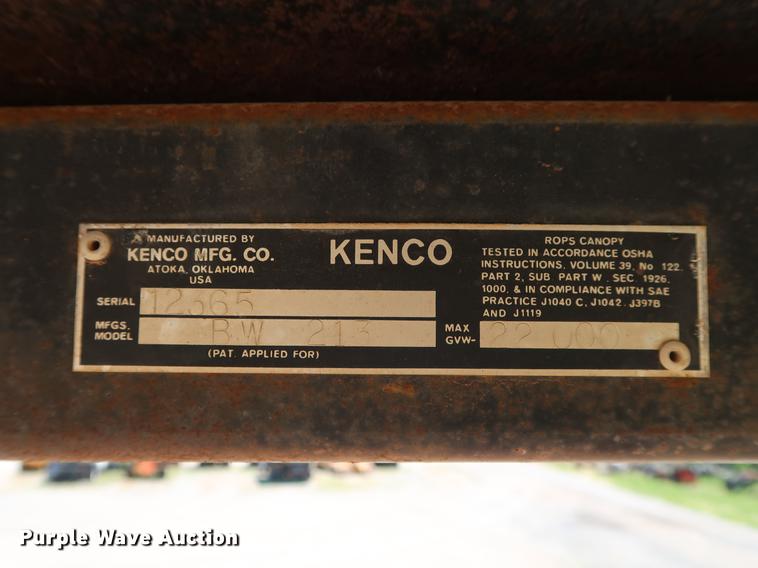 MANUFACTURED BY
KENCO MFG. CO.
ATOKA, OKLAHOMA
USA
KENCO
ROPS CANOPY
TESTED IN ACCORDANCE OSHA
INSTRUCTIONS, VOLUME 39, No 122
PART 2, SUB PART W, SEC 1926,
1000, & IN COMPLIANCE WITH SAE
PRACTICE J1040 C, J1042, J397B
AND J1119
SERIAL 12365
MFGS. MODEL BW 213
MAX GVW- 22 000
(PAT. APPLIED FOR)
Purple Wave Auction